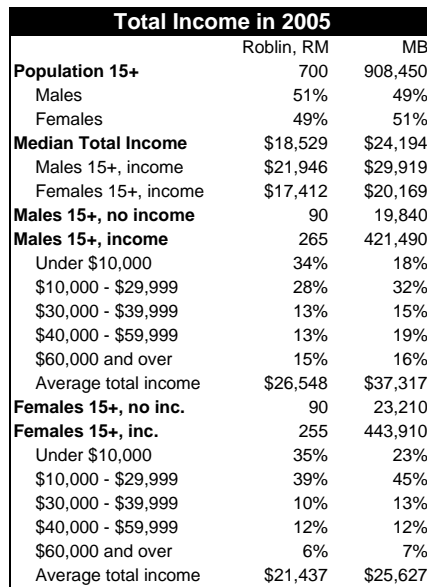 Total Income in 2005
Roblin, RM MB
Population 15+ 700 908,450
Males 51% 49%
Females 49% 51%
Median Total Income $18,529 $24,194
Males 15+, income $21,946 $29,919
Females 15+, income $17,412 $20,169
Males 15+, no income 90 19,840
Males 15+, income 265 421,490
Under $10,000 34% 18%
$10,000 - $29,999 28% 32%
$30,000 - $39,999 13% 15%
$40,000 - $59,999 13% 19%
$60,000 and over 15% 16%
Average total income $26,548 $37,317
Females 15+, no inc. 90 23,210
Females 15+, inc. 255 443,910
Under $10,000 35% 23%
$10,000 - $29,999 39% 45%
$30,000 - $39,999 10% 13%
$40,000 - $59,999 12% 12%
$60,000 and over 6% 7%
Average total income $21,437 $25,627